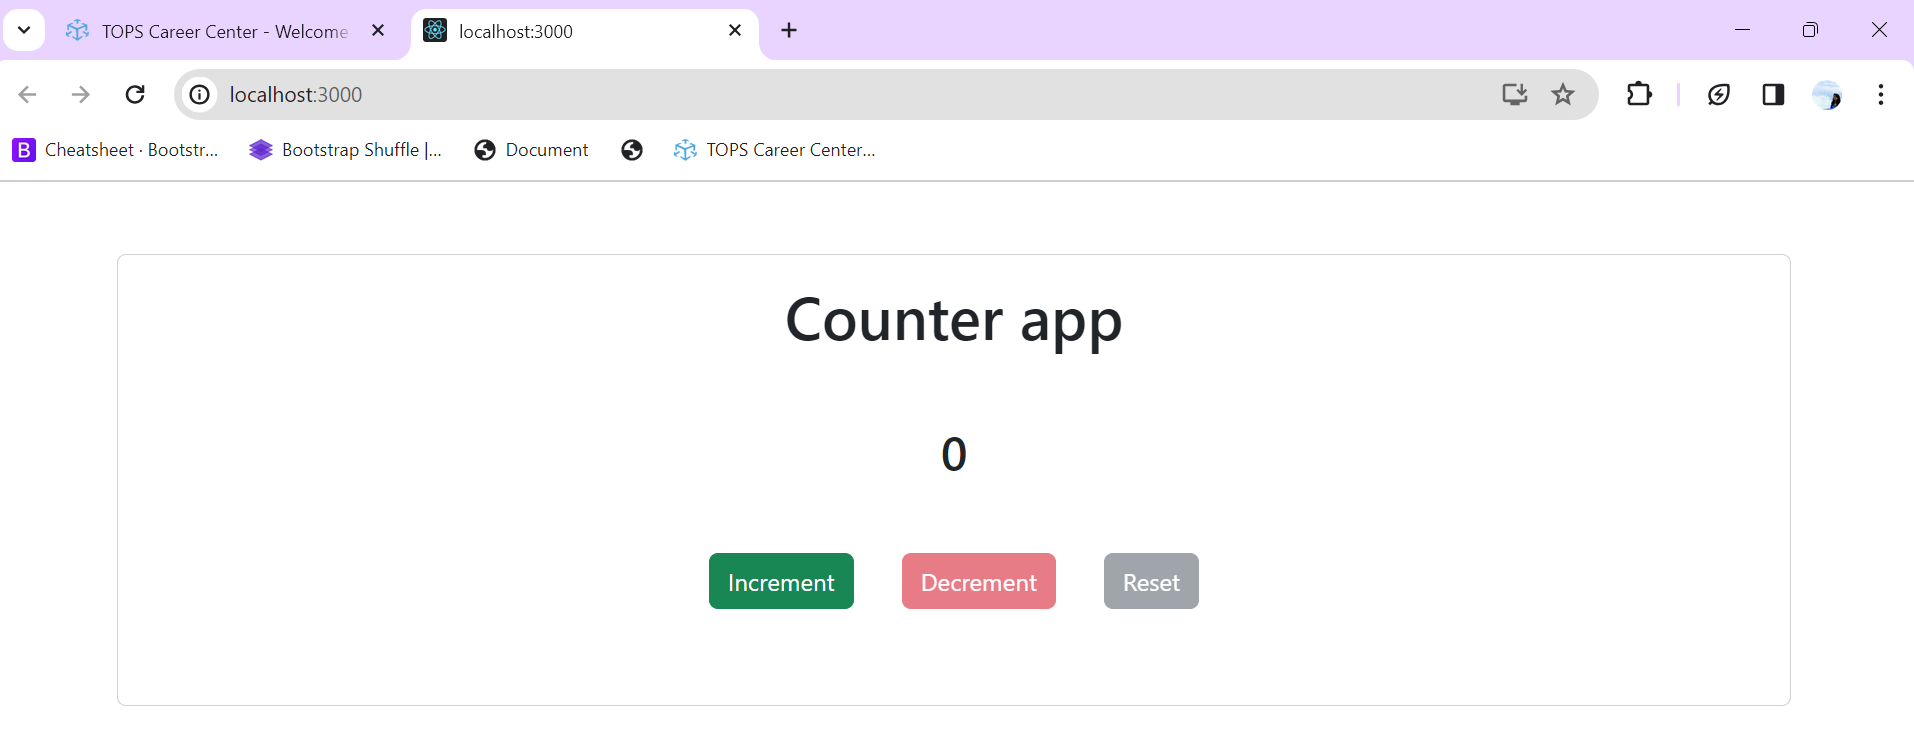 TOPS Career Center - Welcome
localhost:3000
localhost:3000
B Cheatsheet · Bootstr...
Bootstrap Shuffle |...
Document
TOPS Career Center...
Counter app
0
Increment Decrement Reset